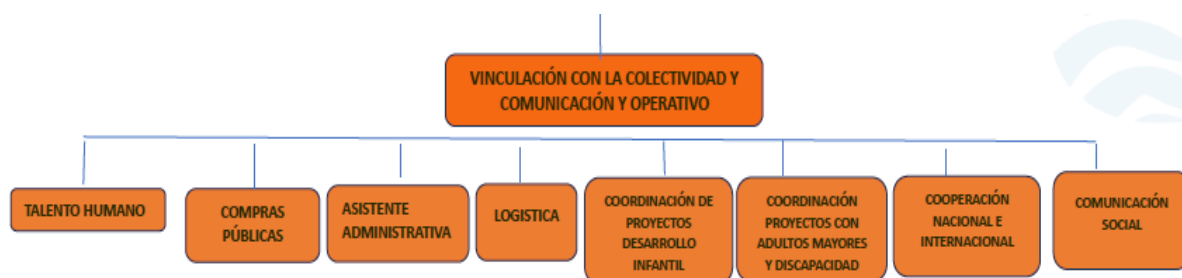 VINCULACIÓN CON LA COLECTIVIDAD Y
COMUNICACIÓN Y OPERATIVO
TALENTO HUMANO
COMPRAS
PÚBLICAS
ASISTENTE
ADMINISTRATIVA
LOGISTICA
COORDINACIÓN DE
PROYECTOS
DESARROLLO
INFANTIL
COORDINACIÓN
PROYECTOS CON
ADULTOS MAYORES
Y DISCAPACIDAD
COOPERACIÓN
NACIONAL E
INTERNACIONAL
COMUNICACIÓN
SOCIAL